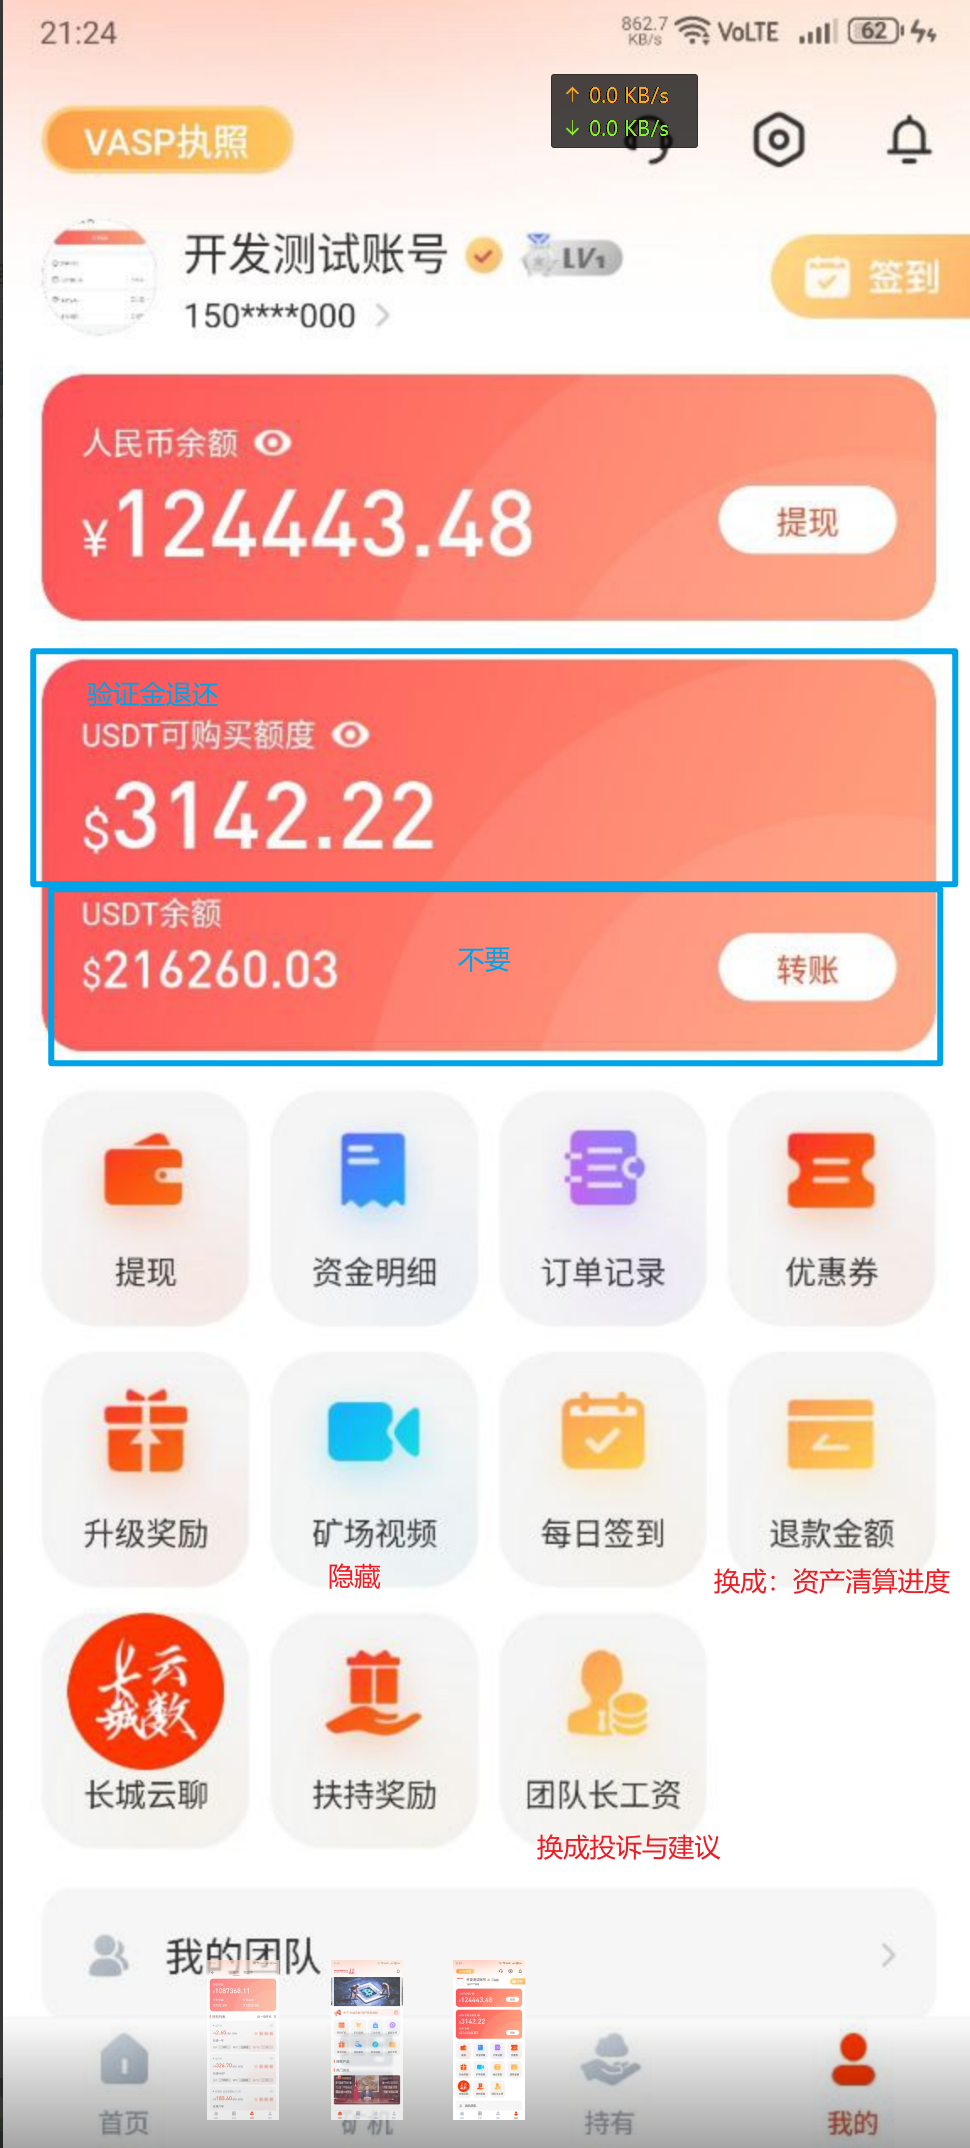 21:24
862.7 KB/s VoLTE 62
↑ 0.0 KB/s
↓ 0.0 KB/s
VASP执照
开发测试账号 LV1
150****000
签到
人民币余额
¥124443.48
提现
验证金退还
USDT可购买额度
$3142.22
USDT余额
$216260.03
不要
转账
提现 资金明细 订单记录 优惠券
升级奖励 矿场视频 每日签到 退款金额
隐藏 换成：资产清算进度
长城云数
长城云聊 扶持奖励 团队长工资
换成投诉与建议
我的团队
首页 矿机 持有 我的